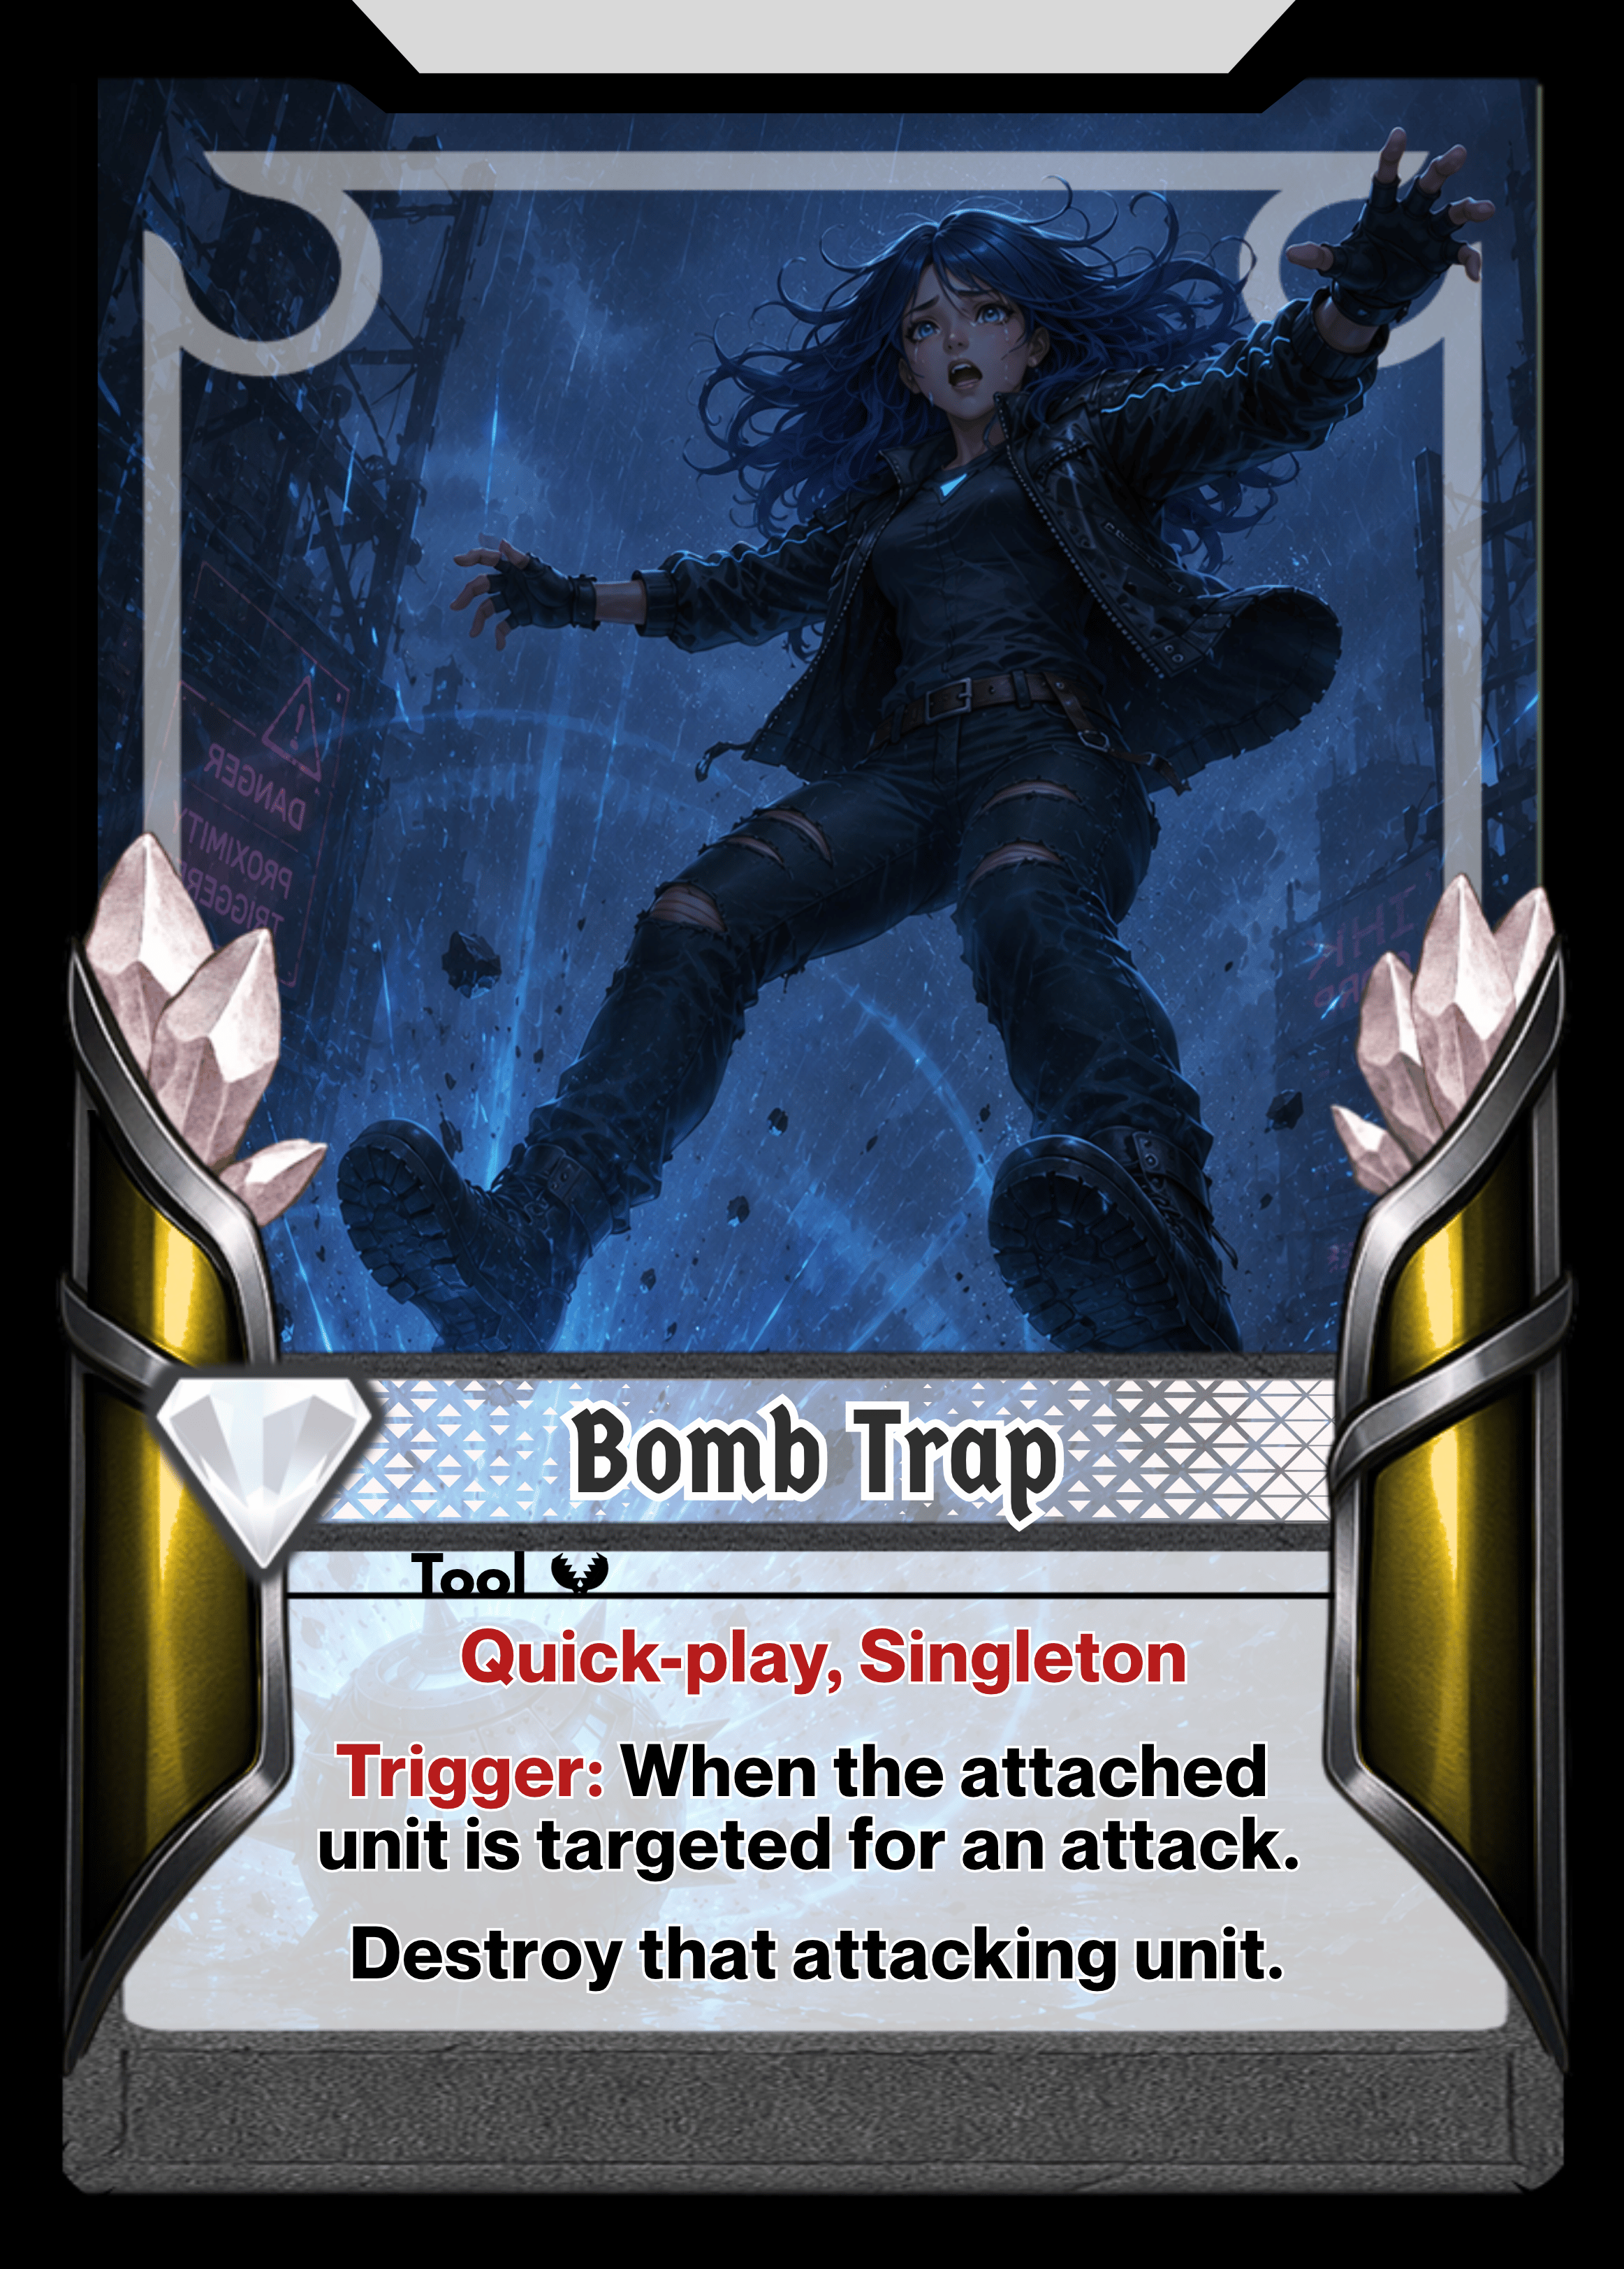 DANGER
PROXIMITY
TRIGGER
Bomb Trap
Tool
Quick-play, Singleton
Trigger: When the attached
unit is targeted for an attack.
Destroy that attacking unit.